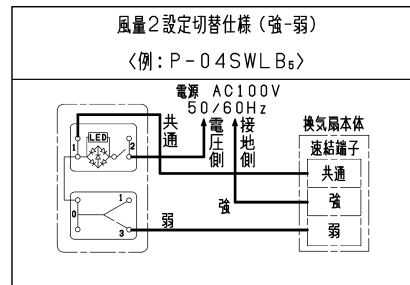 風量2設定切替仕様(強-弱)
〈例:P-04SWLB₅〉
電源 AC100V
50/60Hz
共通
電圧側
接地側
換気扇本体
速結端子
LED
1
2
共通
強
強
0
1
3
弱
弱